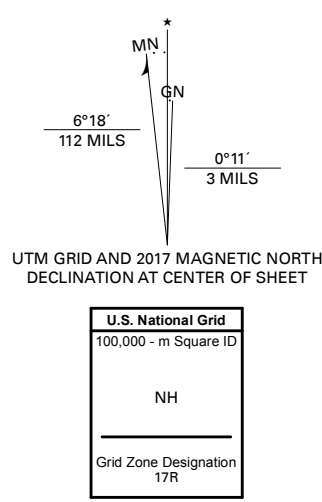 ★
MN
GN
6°18´
112 MILS
0°11´
3 MILS
UTM GRID AND 2017 MAGNETIC NORTH
DECLINATION AT CENTER OF SHEET
U.S. National Grid
100,000 - m Square ID
NH
Grid Zone Designation
17R